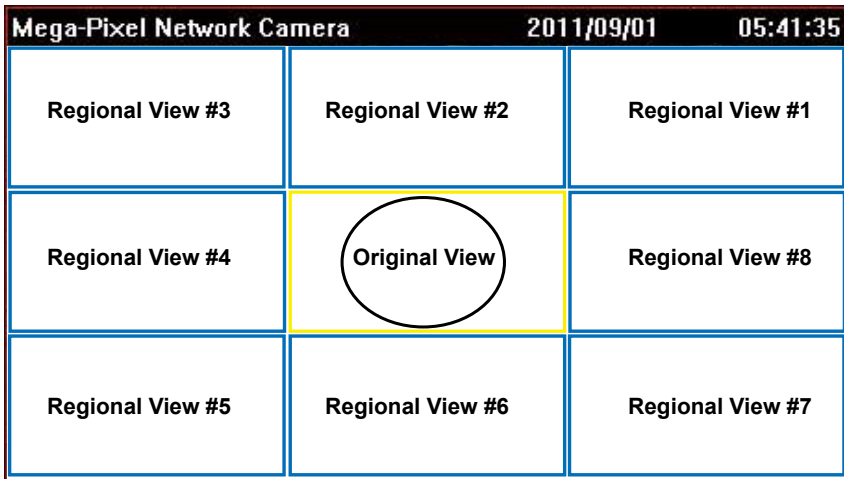 Mega-Pixel Network Camera 2011/09/01 05:41:35
Regional View #3 Regional View #2 Regional View #1
Regional View #4 Original View Regional View #8
Regional View #5 Regional View #6 Regional View #7